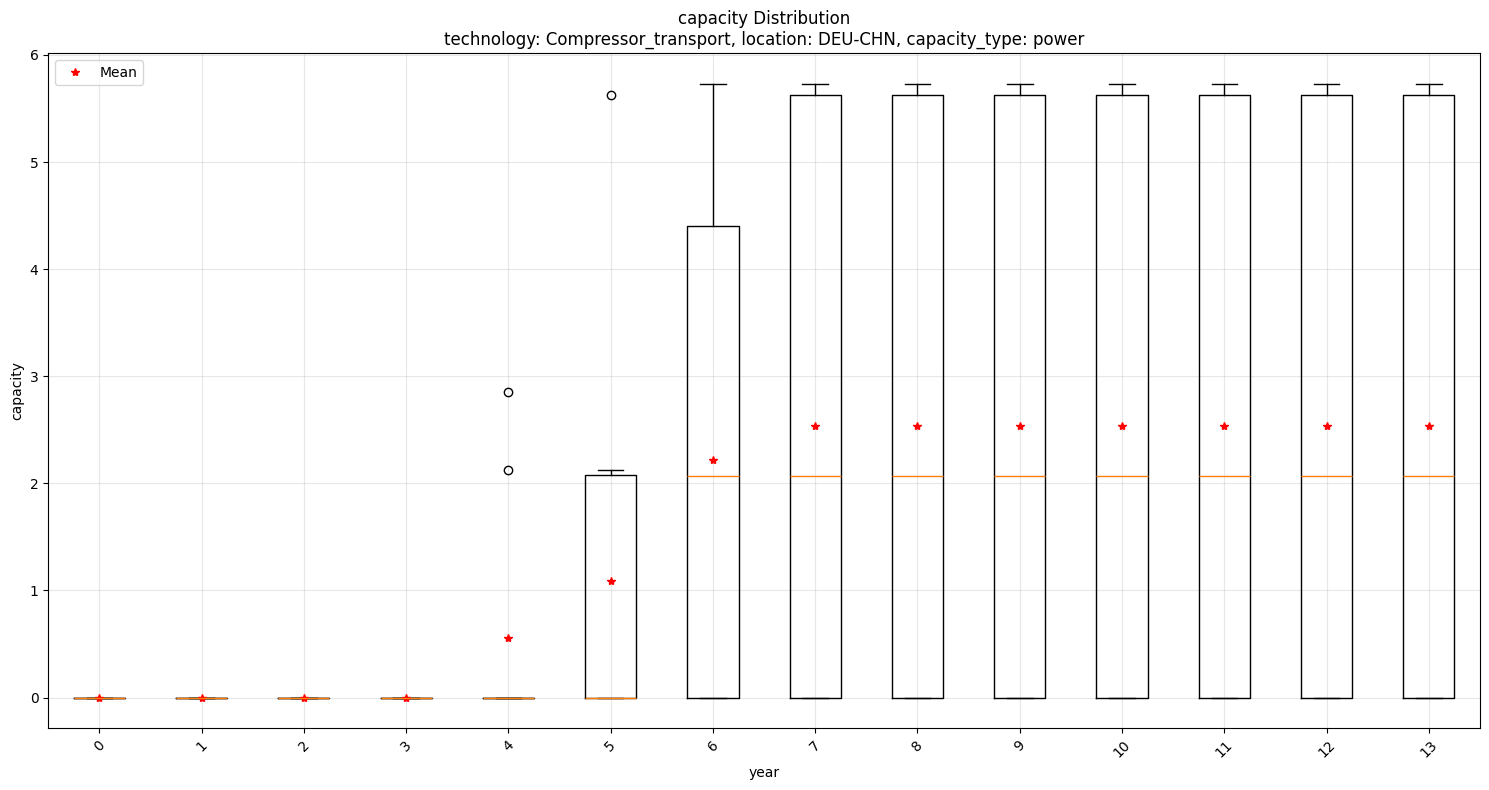 capacity Distribution
technology: Compressor_transport, location: DEU-CHN, capacity_type: power
Mean
6
5
4
3
2
1
0
capacity
0 1 2 3 4 5 6 7 8 9 10 11 12 13
year